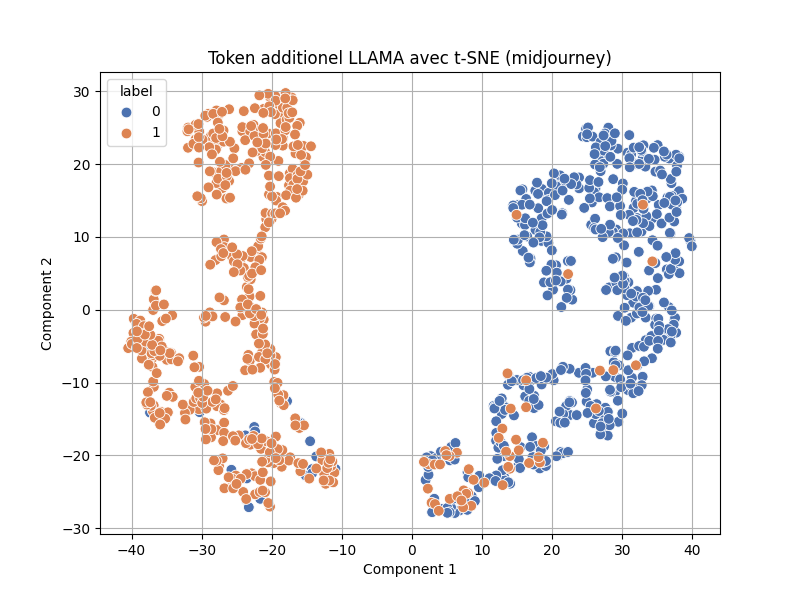 Token additionel LLAMA avec t-SNE (midjourney)
label
0
1
30
20
10
0
−10
−20
−30
Component 2
−40 −30 −20 −10 0 10 20 30 40
Component 1